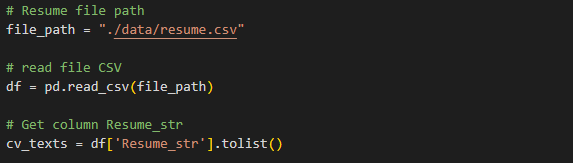 # Resume file path
file_path = "./data/resume.csv"
# read file CSV
df = pd.read_csv(file_path)
# Get column Resume_str
cv_texts = df['Resume_str'].tolist()